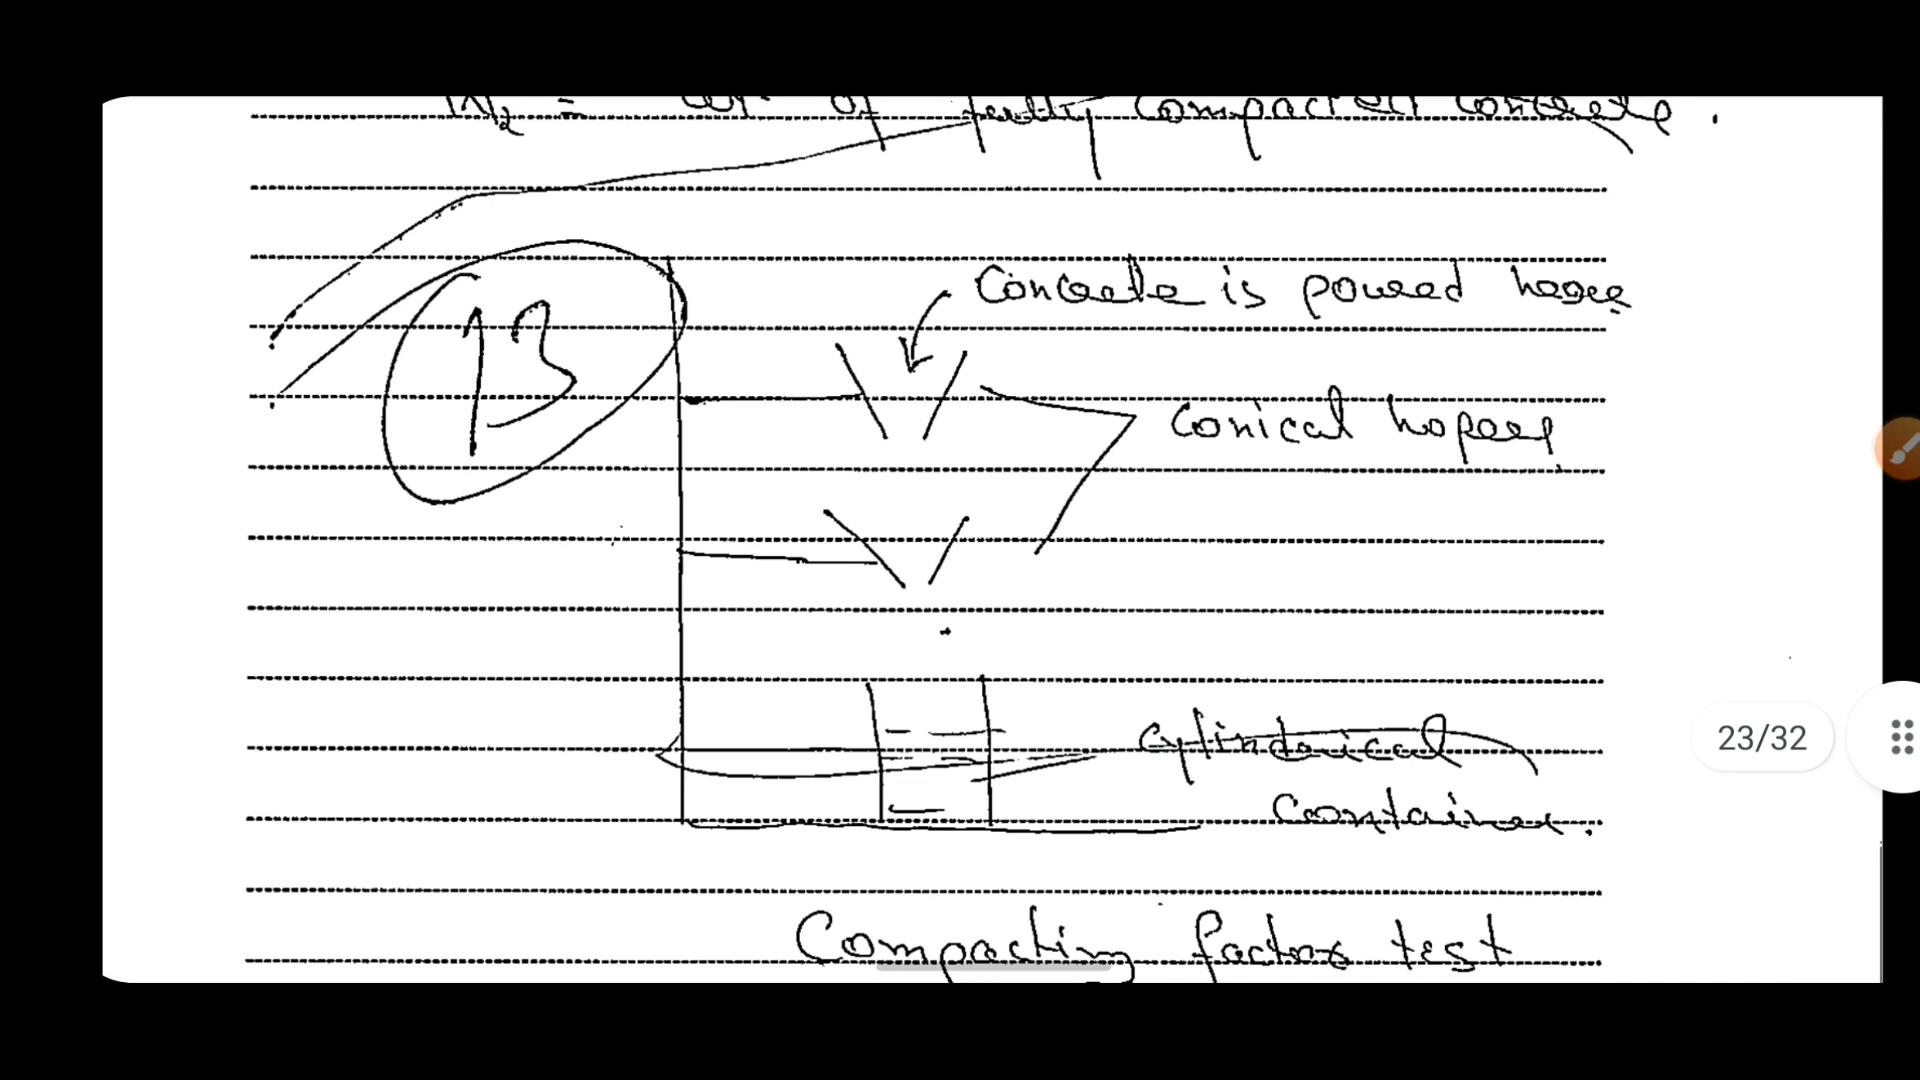 W2 = wt. of fully compacted concrete.
13
Concrete is poured here
conical hoper
23/32
Cylindrical
container.
Compacting factor test